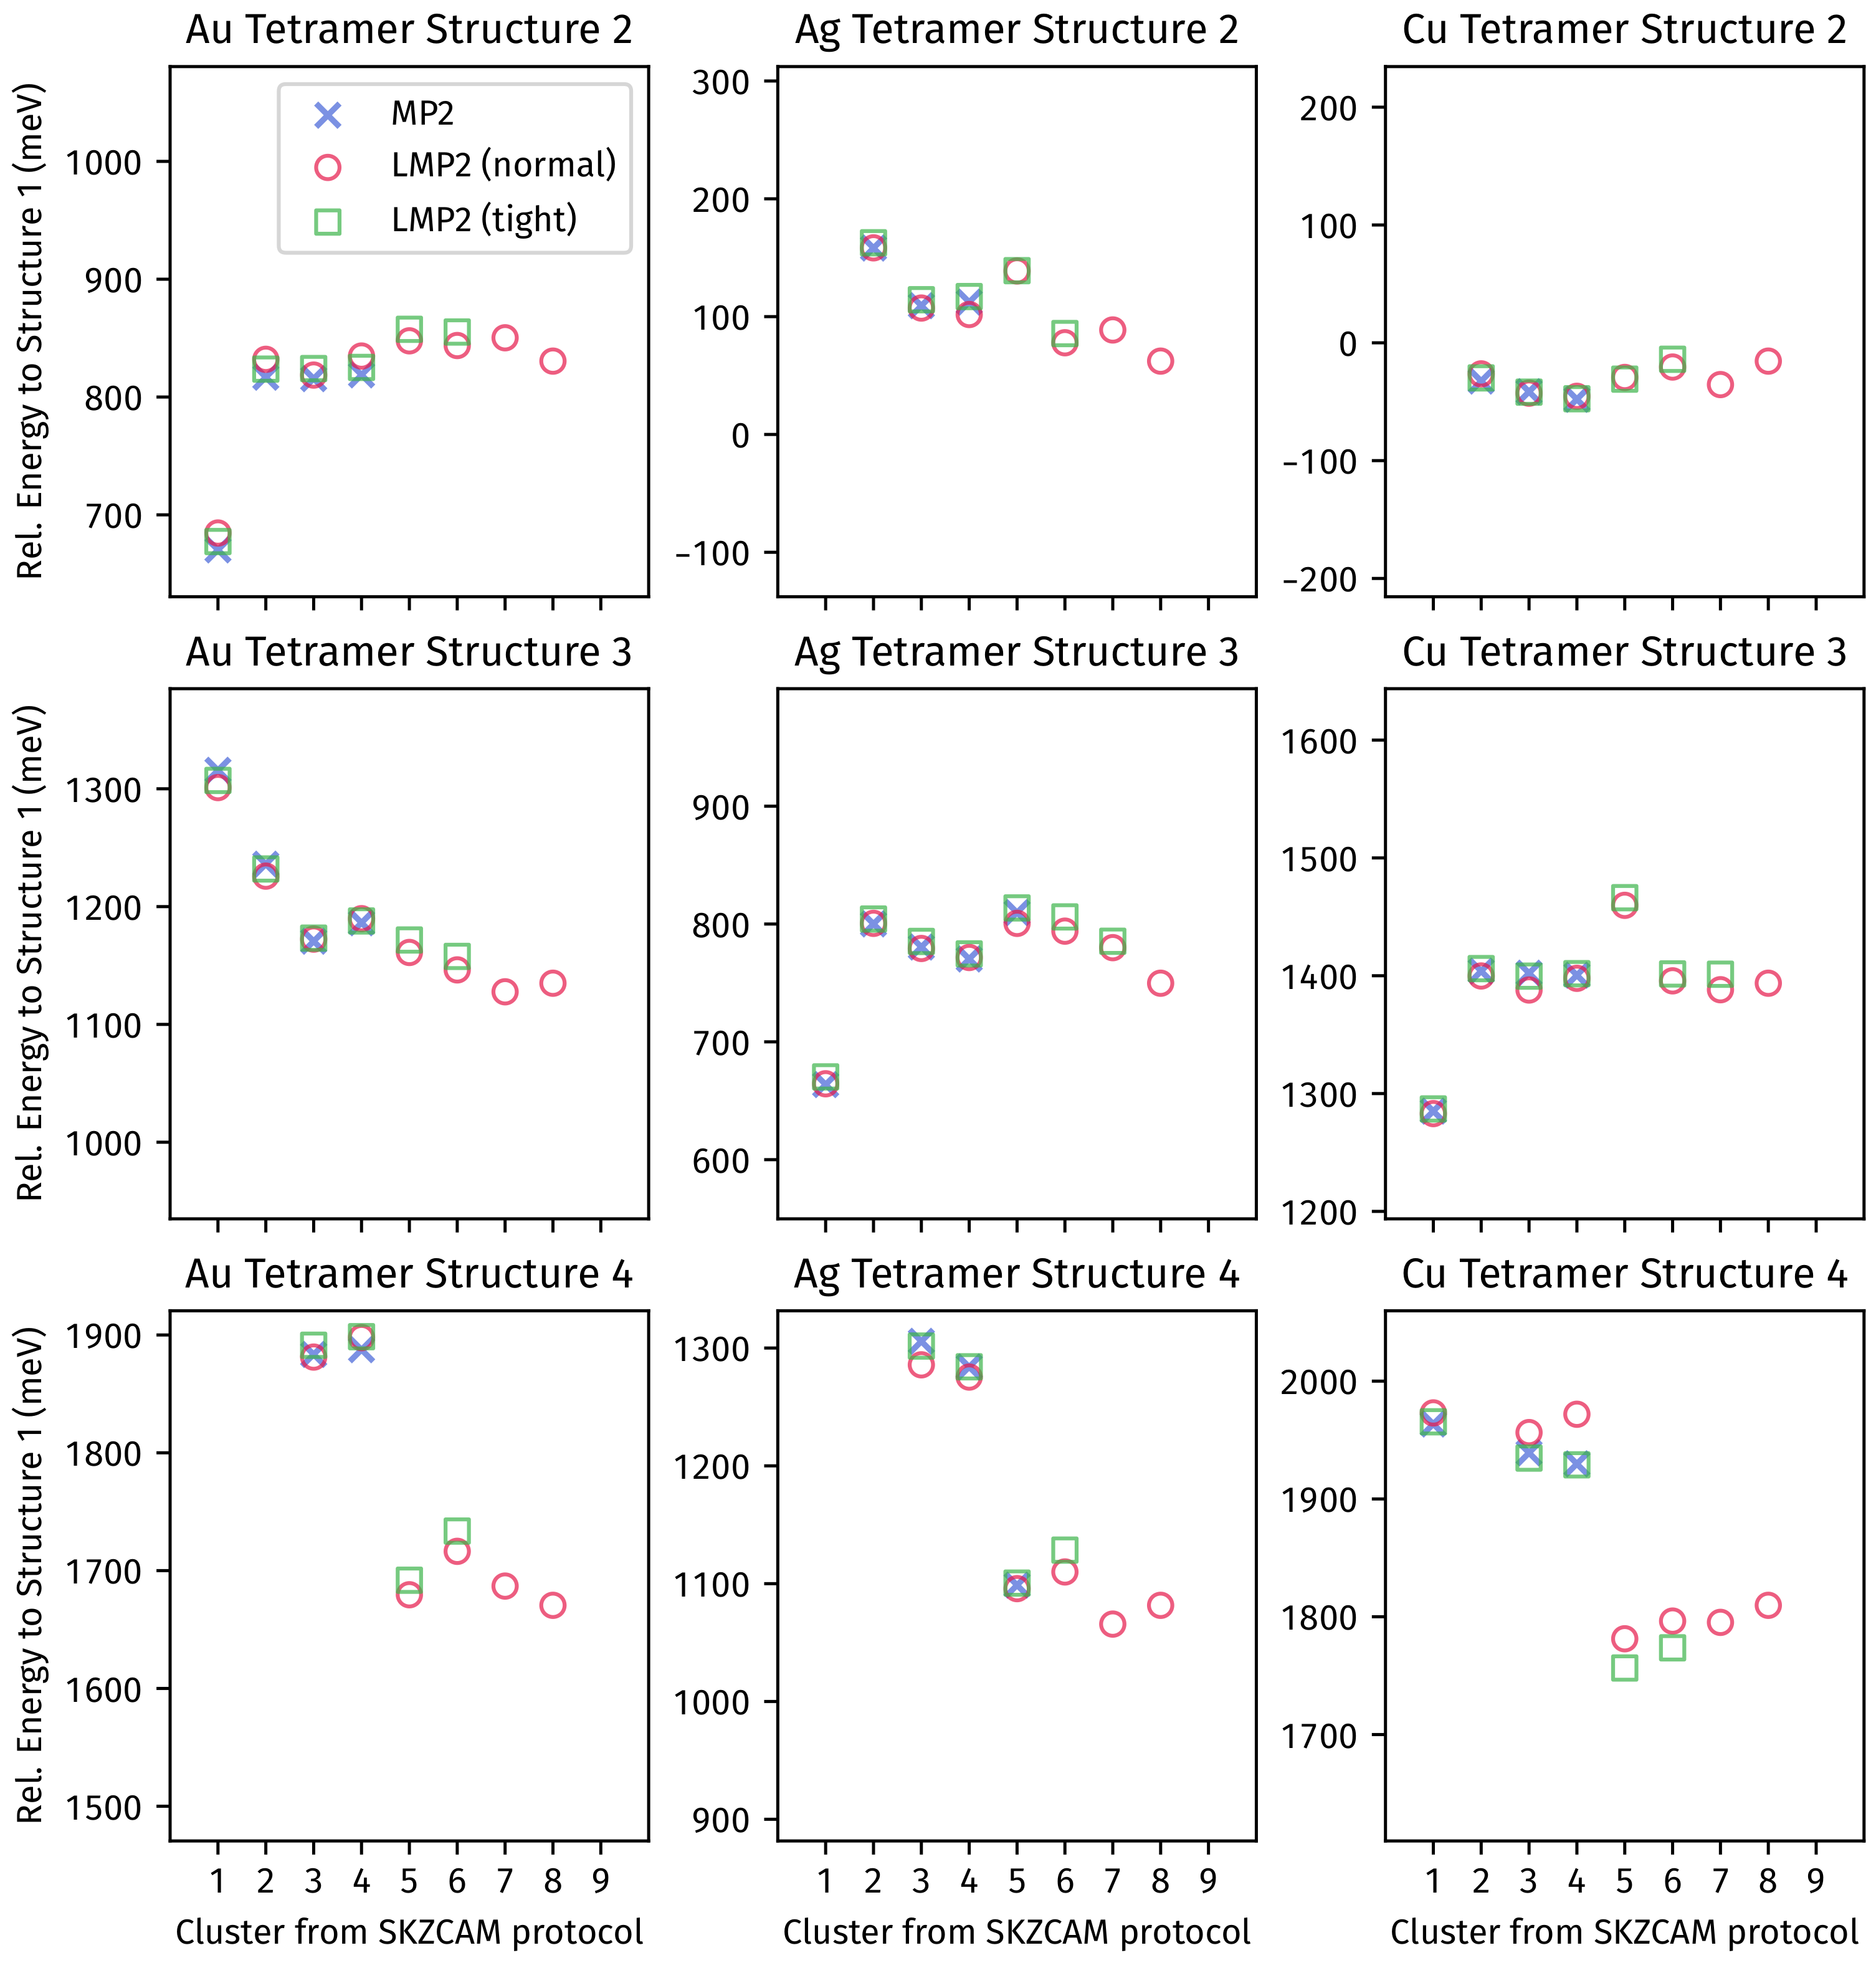 Au Tetramer Structure 2
Ag Tetramer Structure 2
Cu Tetramer Structure 2
Rel. Energy to Structure 1 (meV)
1000
900
800
700
MP2
LMP2 (normal)
LMP2 (tight)
300
200
100
0
−100
200
100
0
−100
−200
Au Tetramer Structure 3
Ag Tetramer Structure 3
Cu Tetramer Structure 3
Rel. Energy to Structure 1 (meV)
1300
1200
1100
1000
900
800
700
600
1600
1500
1400
1300
1200
Au Tetramer Structure 4
Ag Tetramer Structure 4
Cu Tetramer Structure 4
Rel. Energy to Structure 1 (meV)
1900
1800
1700
1600
1500
1300
1200
1100
1000
900
2000
1900
1800
1700
1 2 3 4 5 6 7 8 9
1 2 3 4 5 6 7 8 9
1 2 3 4 5 6 7 8 9
Cluster from SKZCAM protocol
Cluster from SKZCAM protocol
Cluster from SKZCAM protocol